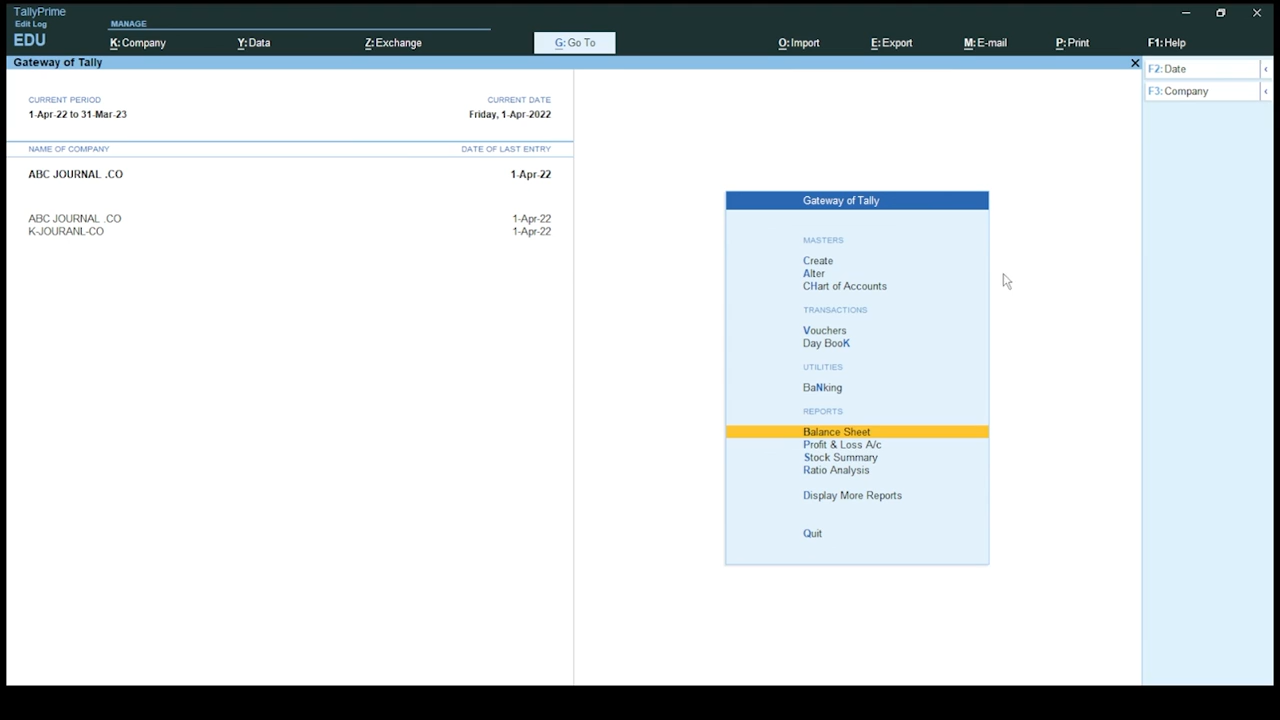 TallyPrime
Edit Log
EDU
MANAGE
K:Company Y:Data Z:Exchange G:Go To O:Import E:Export M:E-mail P:Print F1:Help
Gateway of Tally
F2:Date
F3:Company
CURRENT PERIOD CURRENT DATE
1-Apr-22 to 31-Mar-23 Friday, 1-Apr-2022
NAME OF COMPANY DATE OF LAST ENTRY
ABC JOURNAL .CO 1-Apr-22
ABC JOURNAL .CO 1-Apr-22
K-JOURANL-CO 1-Apr-22
Gateway of Tally
MASTERS
Create
Alter
CHart of Accounts
TRANSACTIONS
Vouchers
Day BooK
UTILITIES
BaNking
REPORTS
Balance Sheet
Profit & Loss A/c
Stock Summary
Ratio Analysis
Display More Reports
Quit